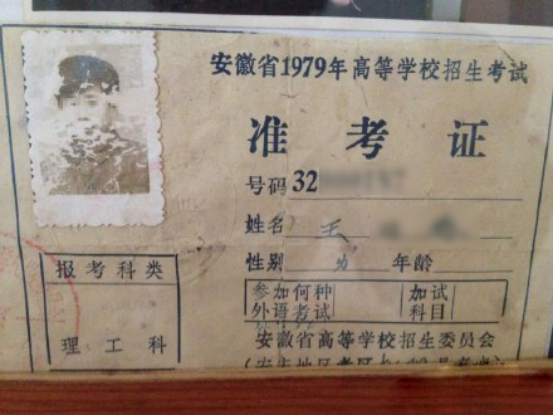 安徽省1979年高等学校招生考试
准考证
号码 32
姓名 王
性别 为 年龄
报考科类
理工科
参加何种外语考试
加试科目
安徽省高等学校招生委员会